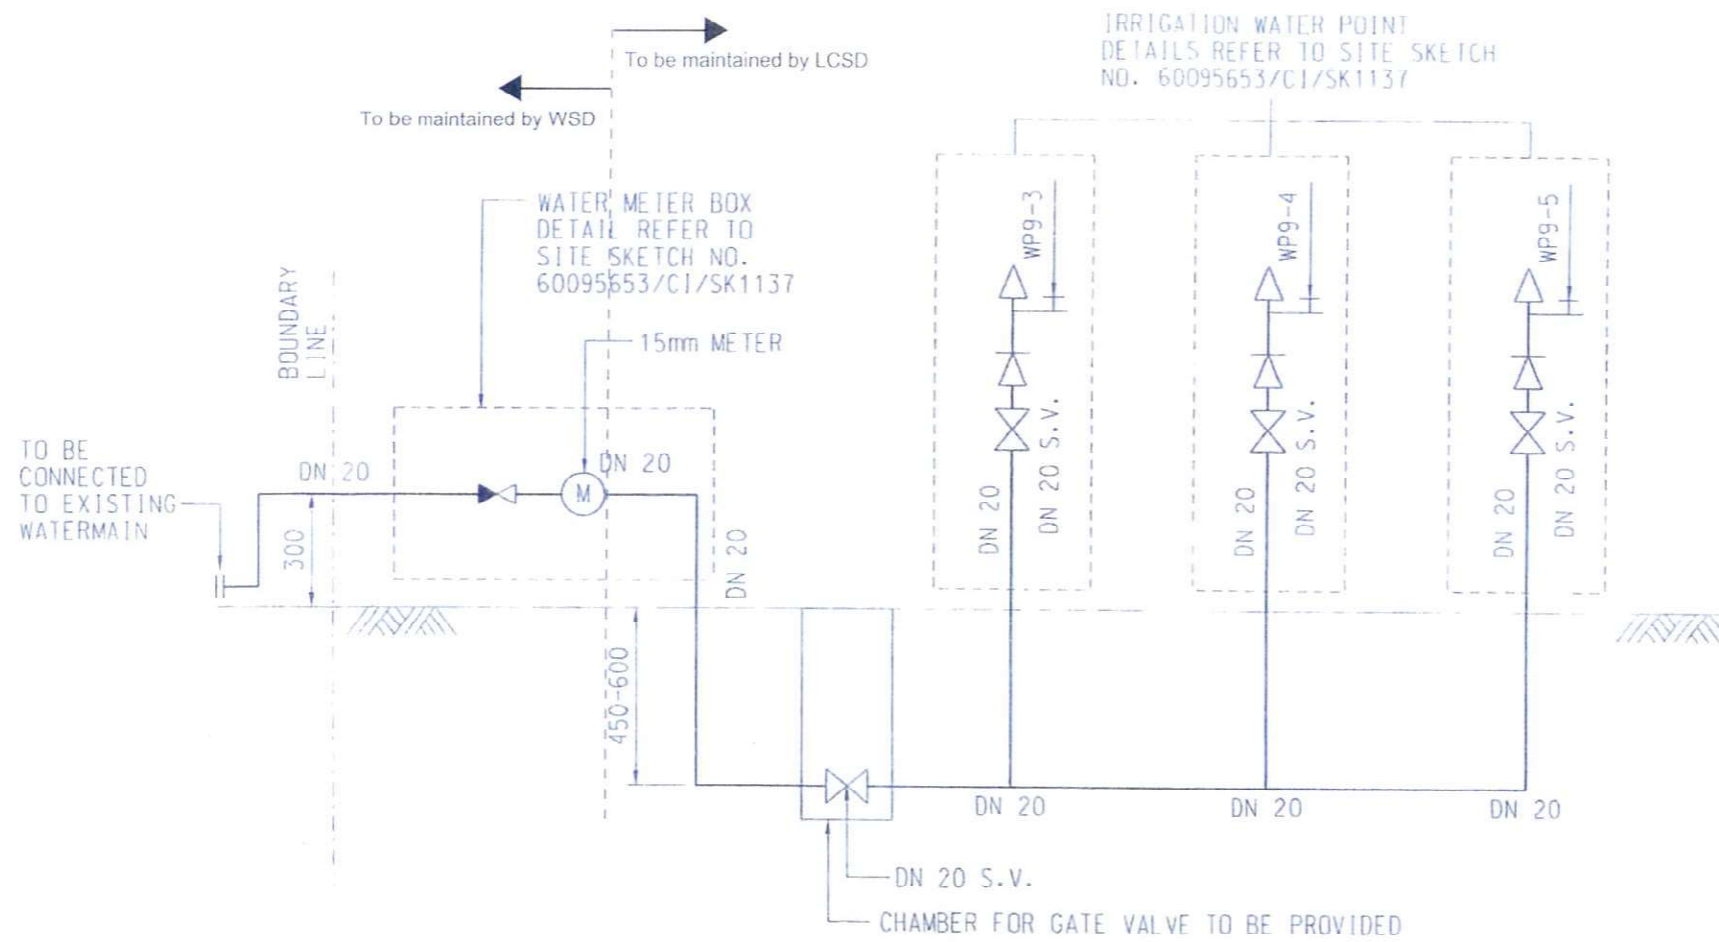 To be maintained by LCSD
To be maintained by WSD
IRRIGATION WATER POINT
DETAILS REFER TO SITE SKETCH
NO. 60095653/CI/SK1137
WATER METER BOX
DETAIL REFER TO
SITE SKETCH NO.
60095653/CI/SK1137
BOUNDARY
LINE
15mm METER
TO BE
CONNECTED
TO EXISTING
WATERMAIN
DN 20
M
DN 20
300
DN 20
450-600
WP9-3
DN 20
DN 20 S.V.
WP9-4
DN 20
DN 20 S.V.
WP9-5
DN 20
DN 20 S.V.
DN 20
DN 20
DN 20
DN 20 S.V.
CHAMBER FOR GATE VALVE TO BE PROVIDED